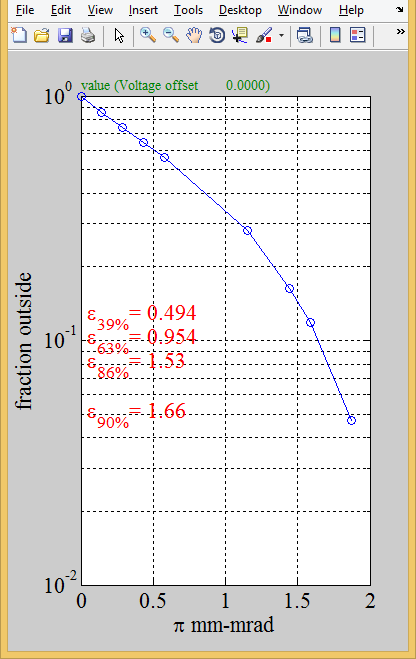 File Edit View Insert Tools Desktop Window Help
value (Voltage offset 0.0000)
10⁰
fraction outside
ε39%= 0.494
10⁻¹
ε63%= 0.954
ε86%= 1.53
ε90%= 1.66
10⁻²
0 0.5 1 1.5 2
π mm-mrad